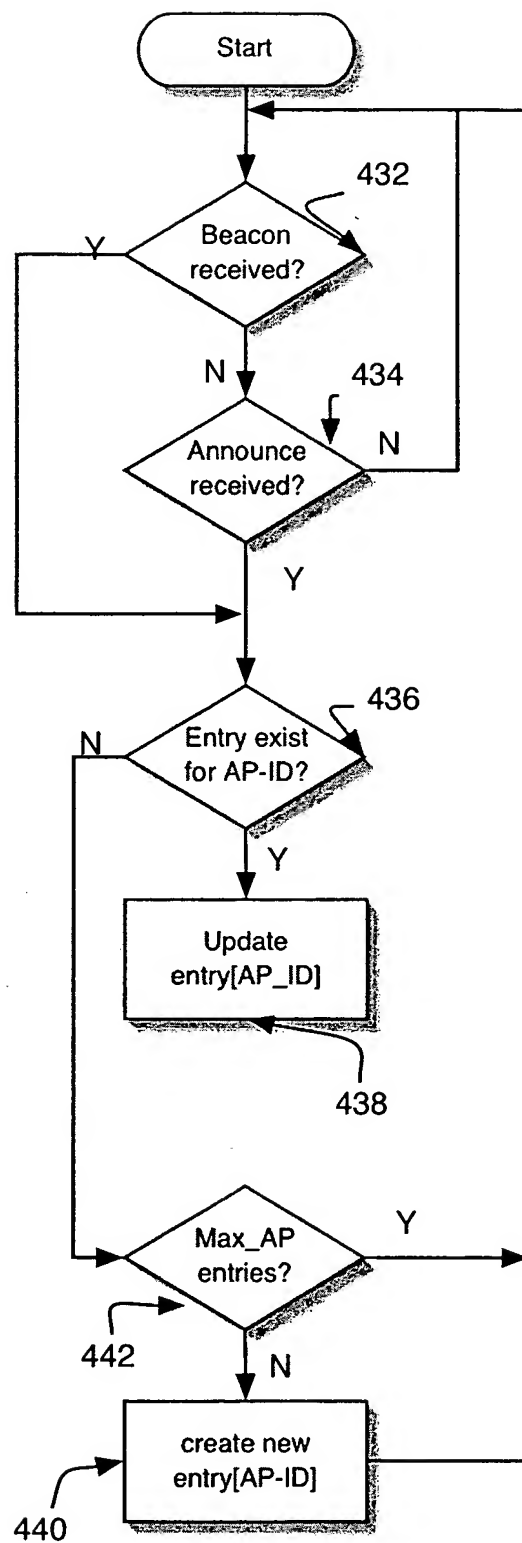 Start
432
Y
Beacon
received?
N
434
Announce
received?
N
Y
436
N
Entry exist
for AP-ID?
Y
Update
entry[AP_ID]
438
Y
Max_AP
entries?
442
N
create new
entry[AP-ID]
440